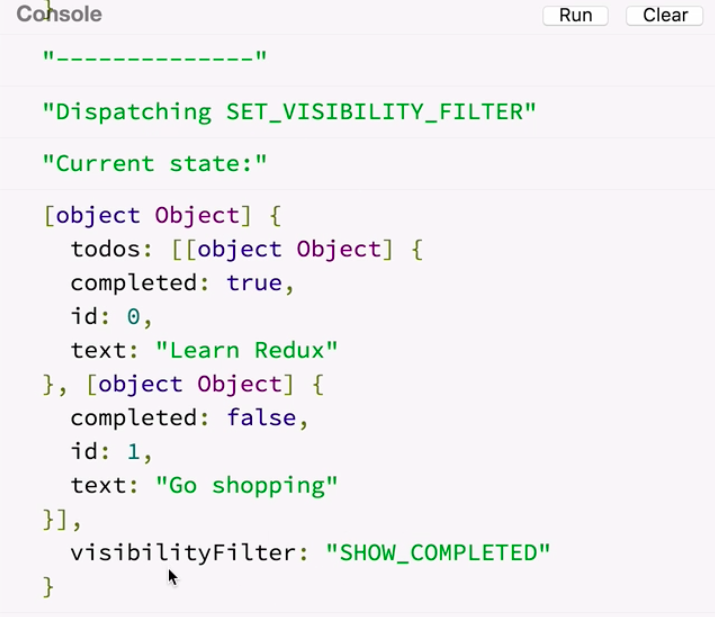 }
Console Run Clear
"--------------"
"Dispatching SET_VISIBILITY_FILTER"
"Current state:"
[object Object] {
  todos: [[object Object] {
  completed: true,
  id: 0,
  text: "Learn Redux"
}, [object Object] {
  completed: false,
  id: 1,
  text: "Go shopping"
}],
  visibilityFilter: "SHOW_COMPLETED"
}